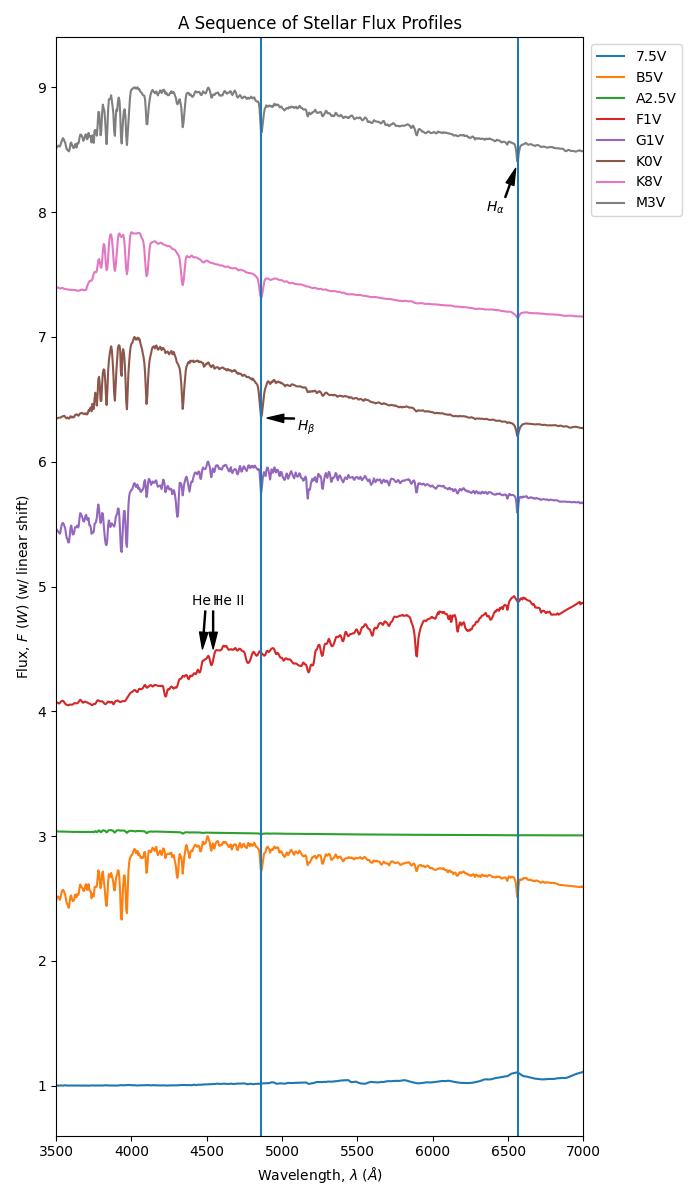 A Sequence of Stellar Flux Profiles
7.5V
B5V
A2.5V
F1V
G1V
K0V
K8V
M3V
9
8
7
6
5
4
3
2
1
Flux, F (W) (w/ linear shift)
Hα
Hβ
He I
He II
3500 4000 4500 5000 5500 6000 6500 7000
Wavelength, λ (Å)